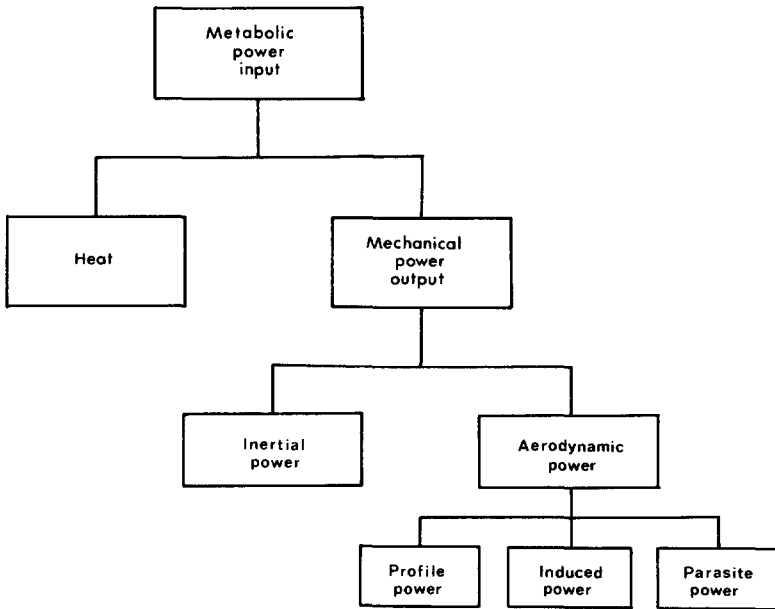 Metabolic
power
input
Heat
Mechanical
power
output
Inertial
power
Aerodynamic
power
Profile
power
Induced
power
Parasite
power